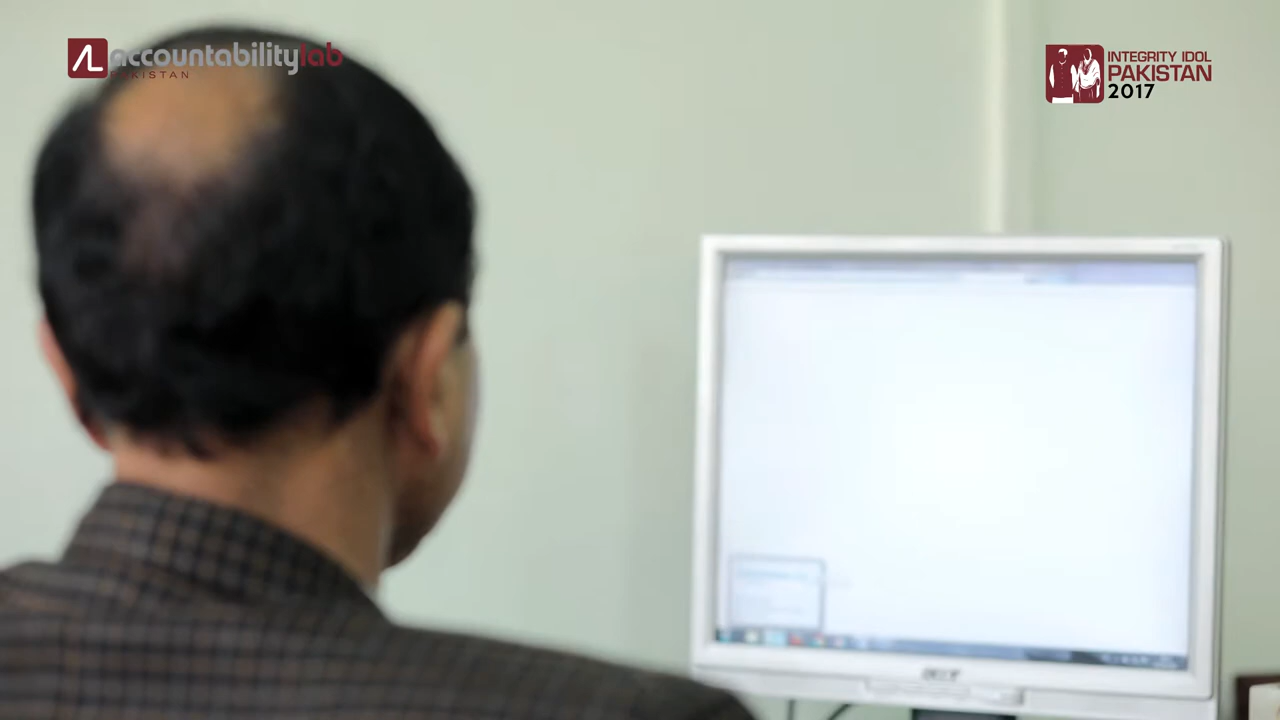 accountabilitylab
PAKISTAN
INTEGRITY IDOL
PAKISTAN
2017
acer